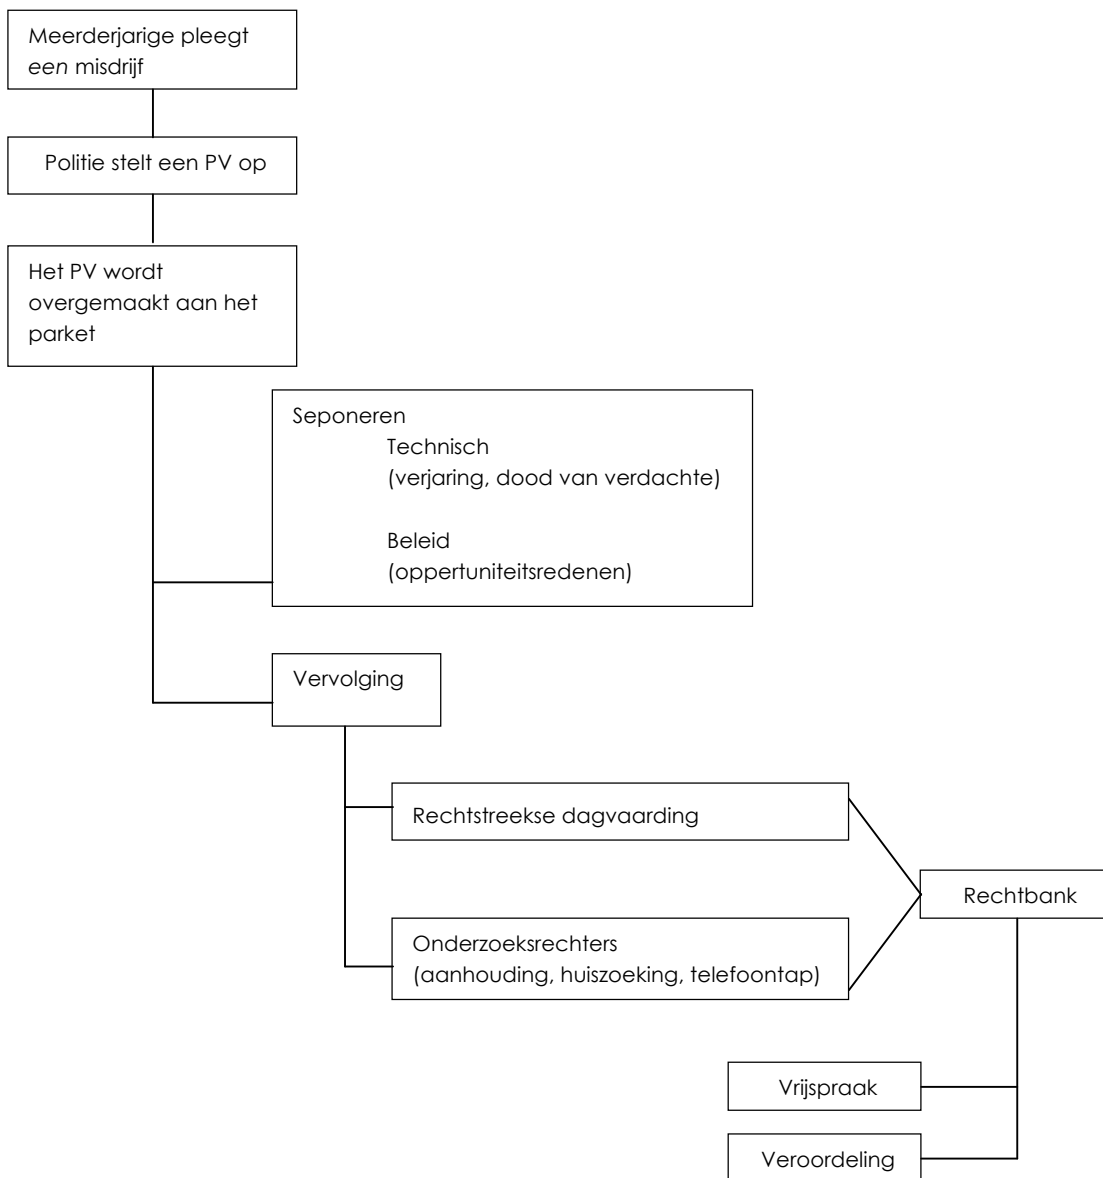 Meerderjarige pleegt
een misdrijf
Politie stelt een PV op
Het PV wordt
overgemaakt aan het
parket
Seponeren
Technisch
(verjaring, dood van verdachte)
Beleid
(oppertuniteitsredenen)
Vervolging
Rechtstreekse dagvaarding
Onderzoeksrechters
(aanhouding, huiszoeking, telefoontap)
Rechtbank
Vrijspraak
Veroordeling